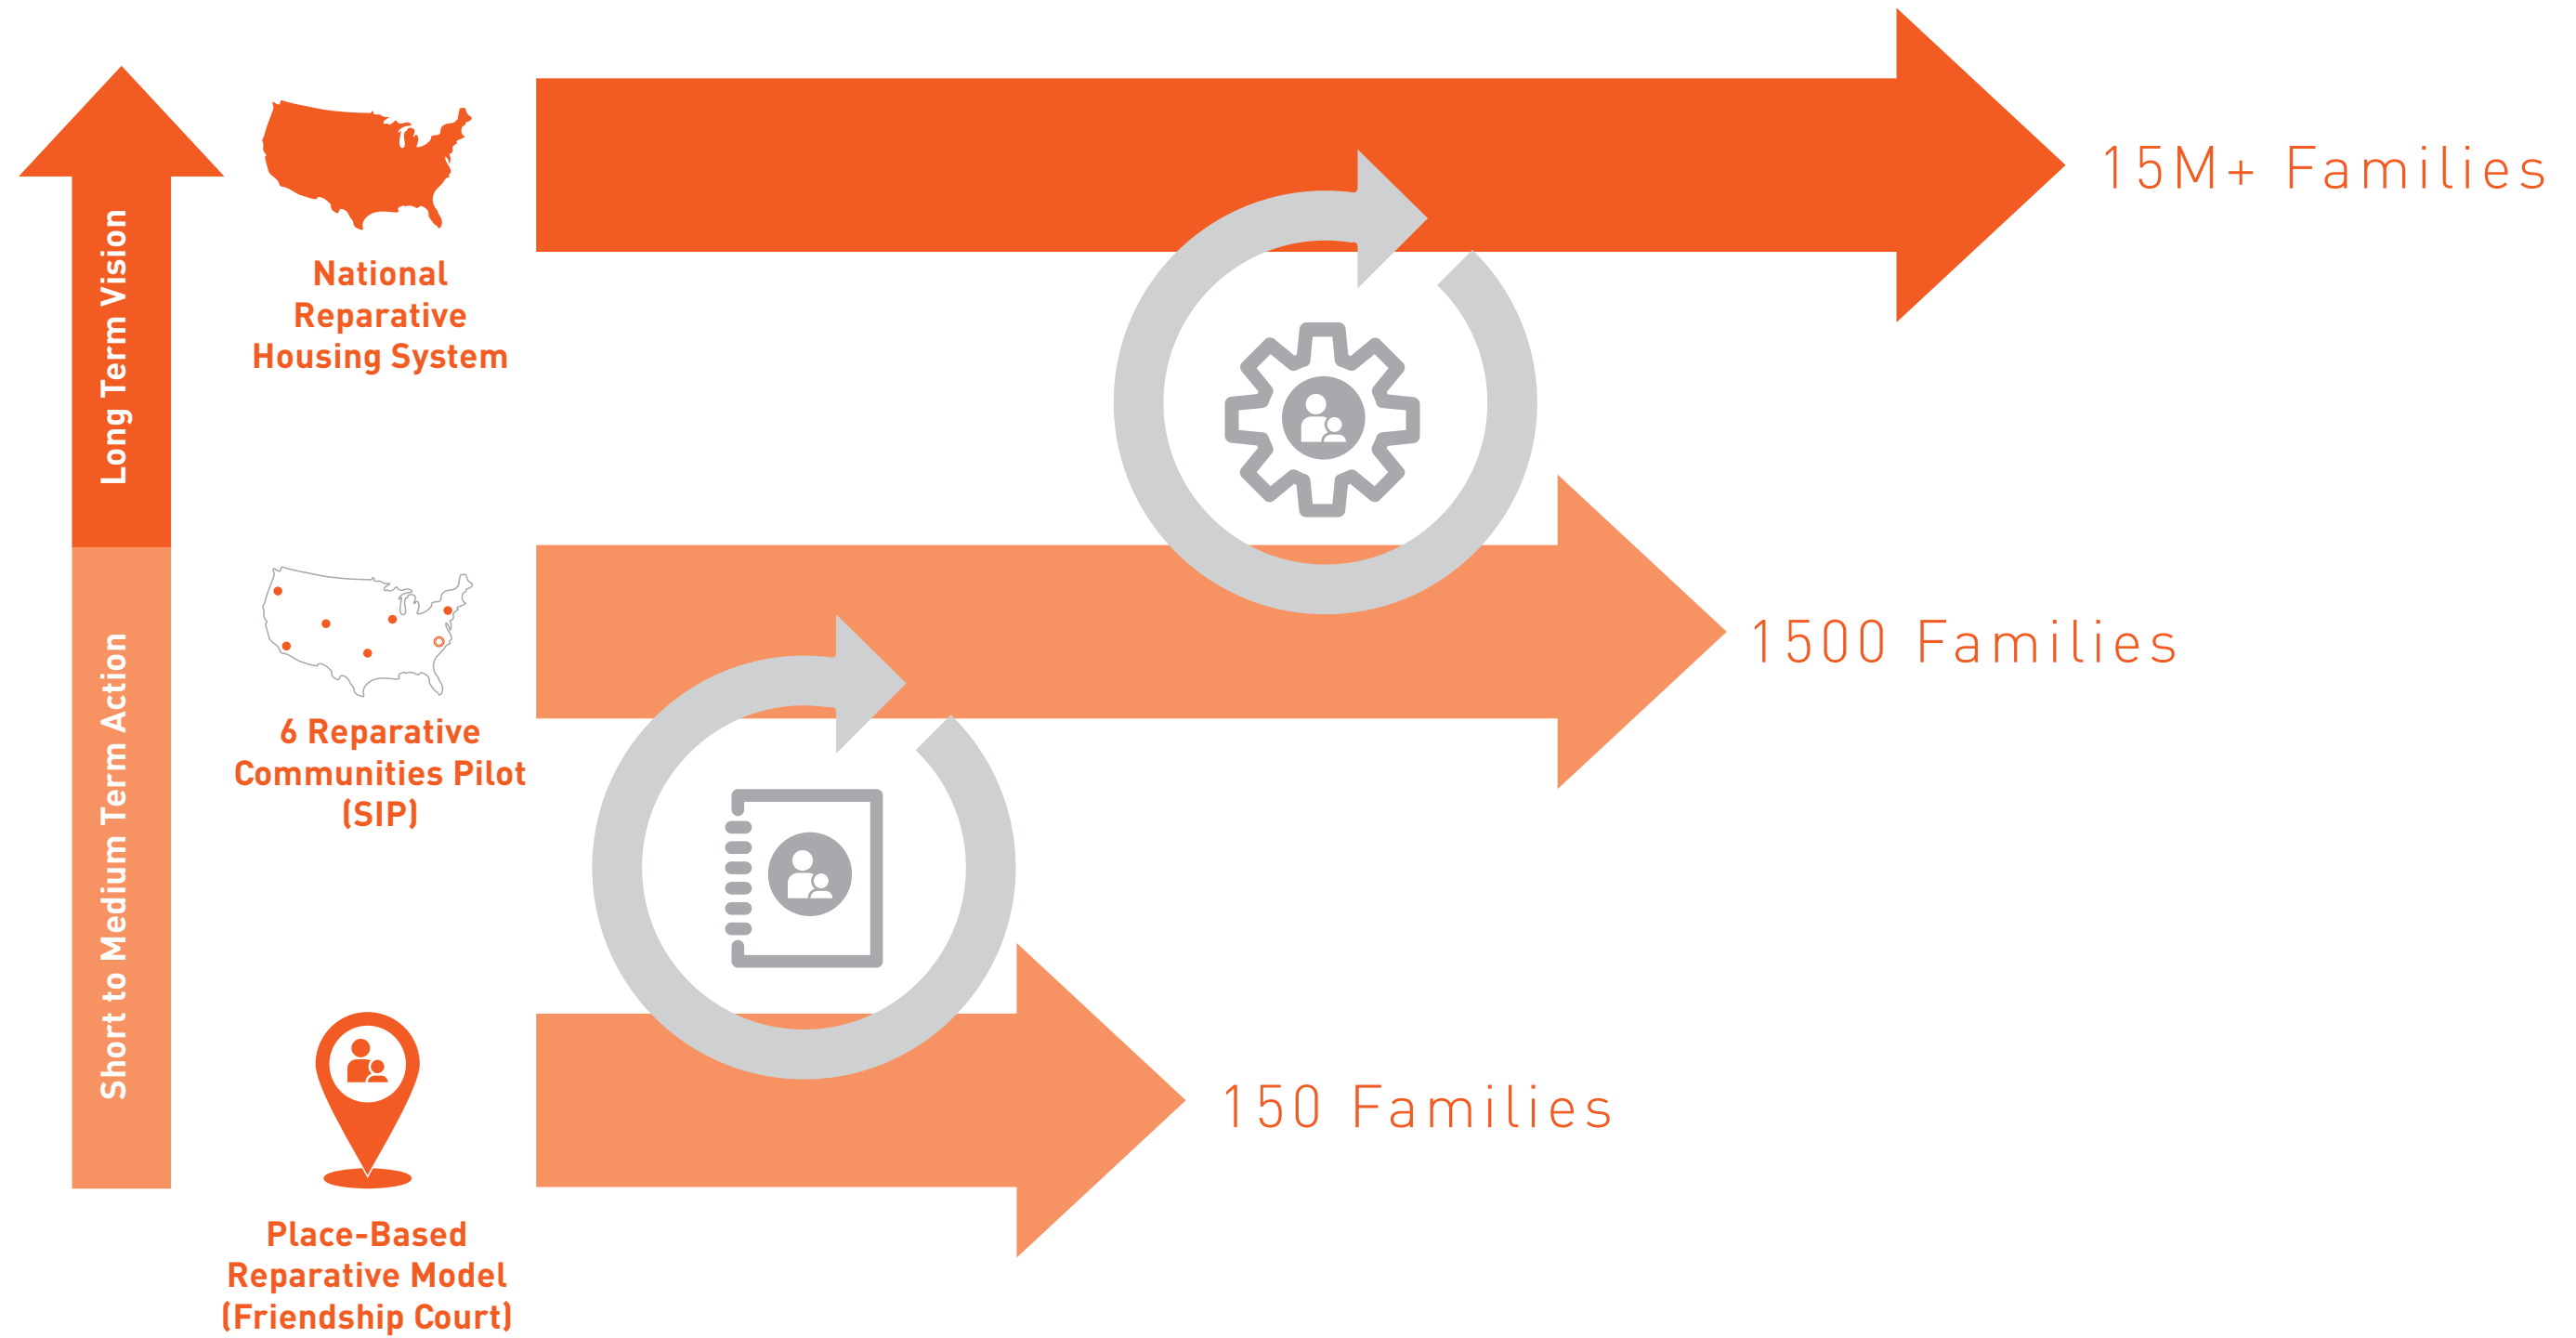 Long Term Vision
Short to Medium Term Action
National
Reparative
Housing System
15M+ Families
6 Reparative
Communities Pilot
(SIP)
1500 Families
Place-Based
Reparative Model
(Friendship Court)
150 Families